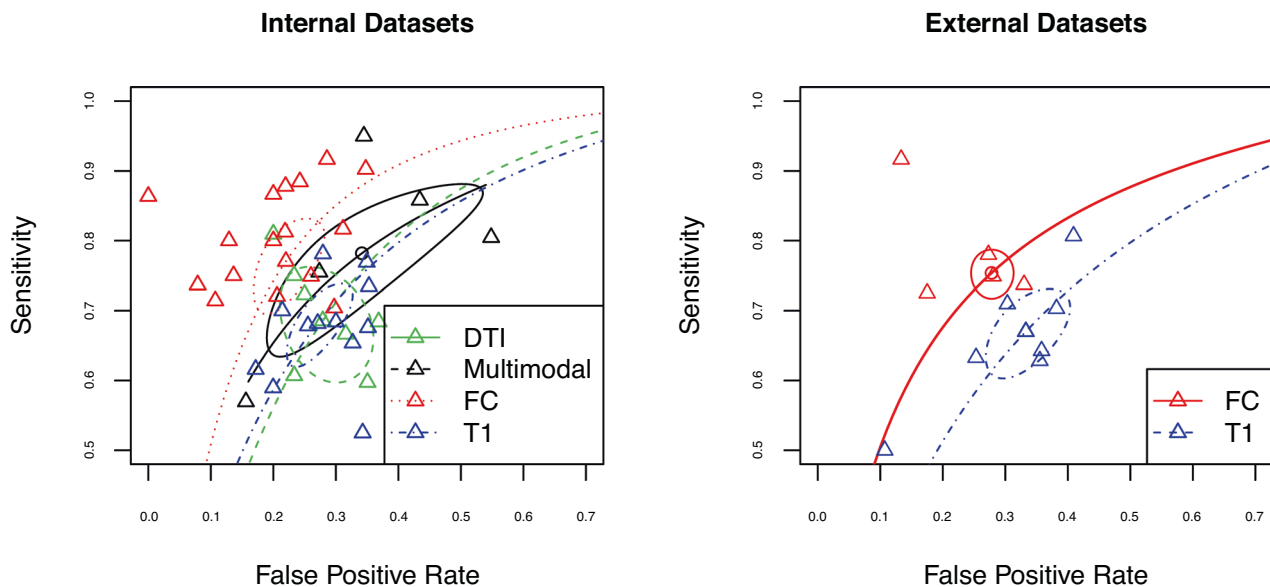 Internal Datasets
Sensitivity
1.0
0.9
0.8
0.7
0.6
0.5
0.0 0.1 0.2 0.3 0.4 0.5 0.6 0.7
False Positive Rate
DTI
Multimodal
FC
T1
External Datasets
Sensitivity
1.0
0.9
0.8
0.7
0.6
0.5
0.0 0.1 0.2 0.3 0.4 0.5 0.6 0.7
False Positive Rate
FC
T1